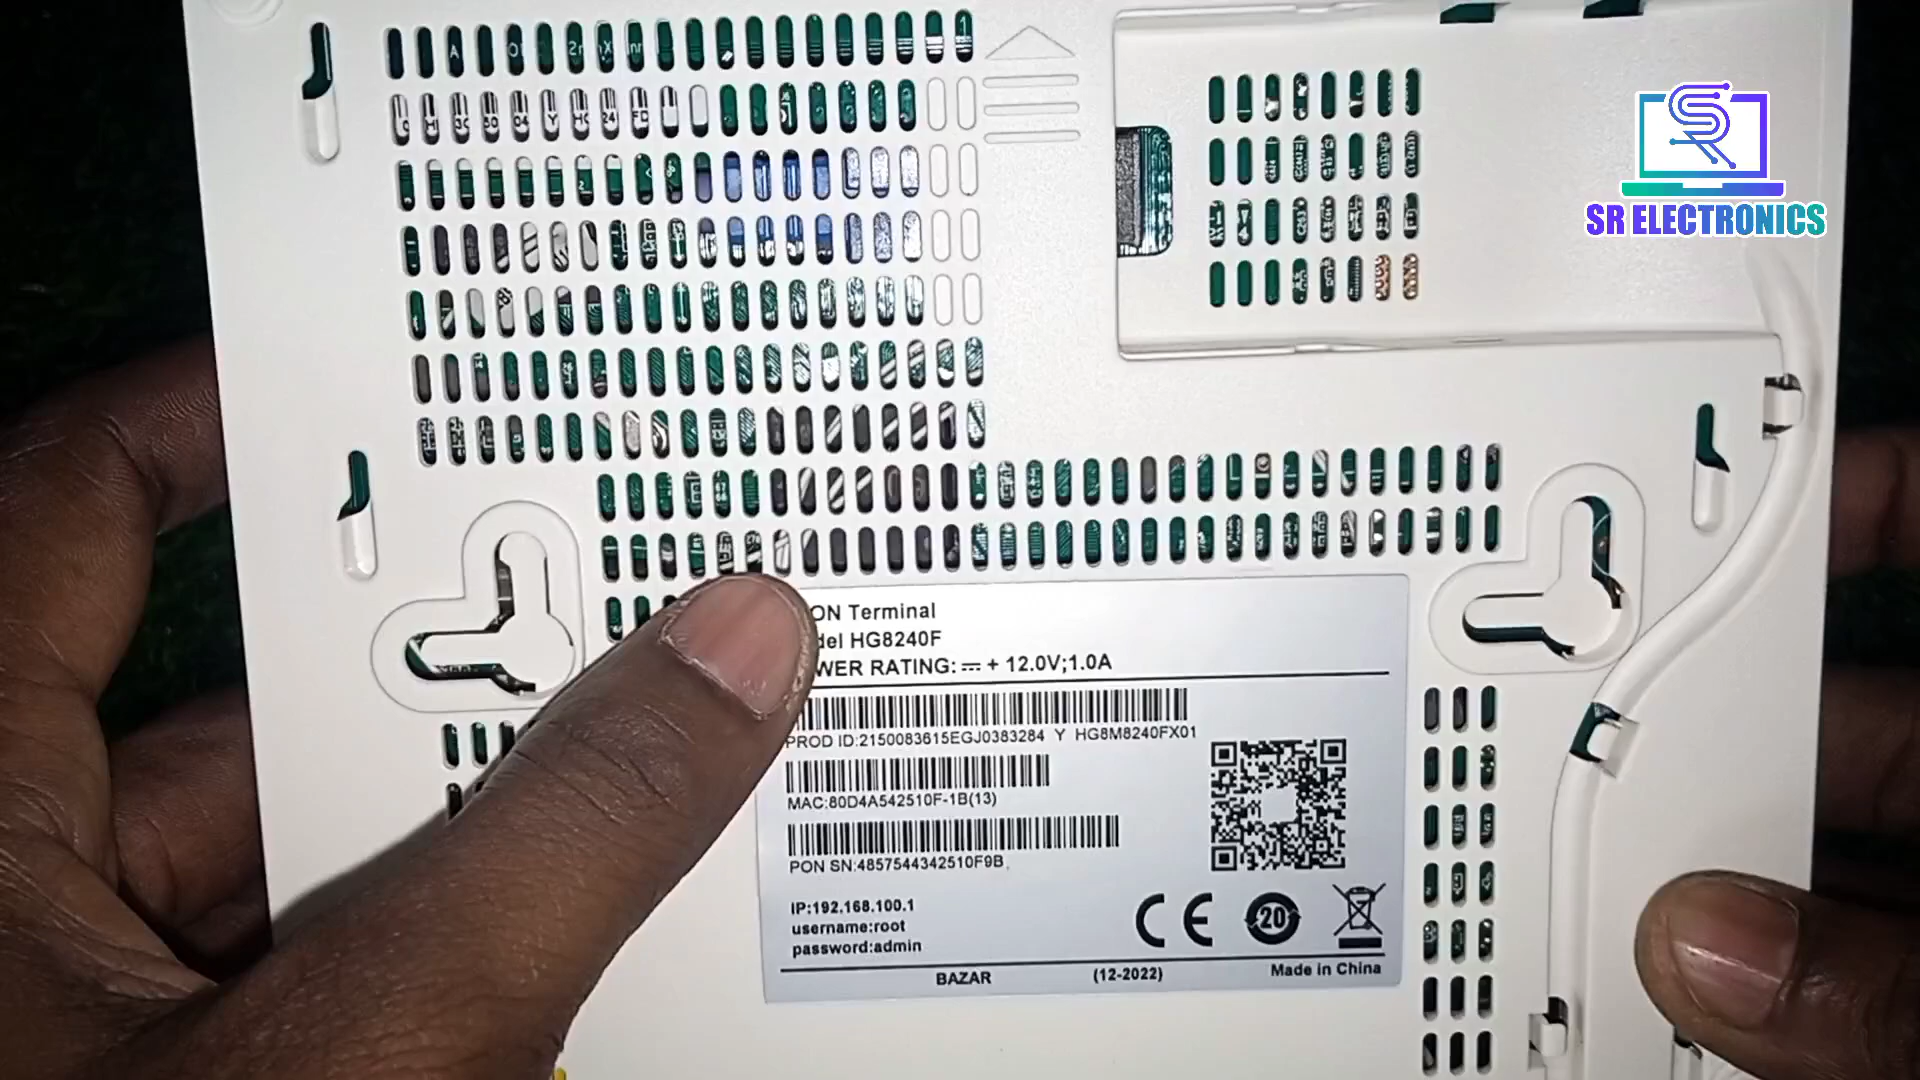 SR ELECTRONICS
ON Terminal
del HG8240F
WER RATING: + 12.0V;1.0A
PROD ID:2150083615EGJ0383284 Y HG8M8240FX01
MAC:80D4A542510F-1B(13)
PON SN:4857544342510F9B
IP:192.168.100.1
username:root
password:admin
20
BAZAR (12-2022) Made in China